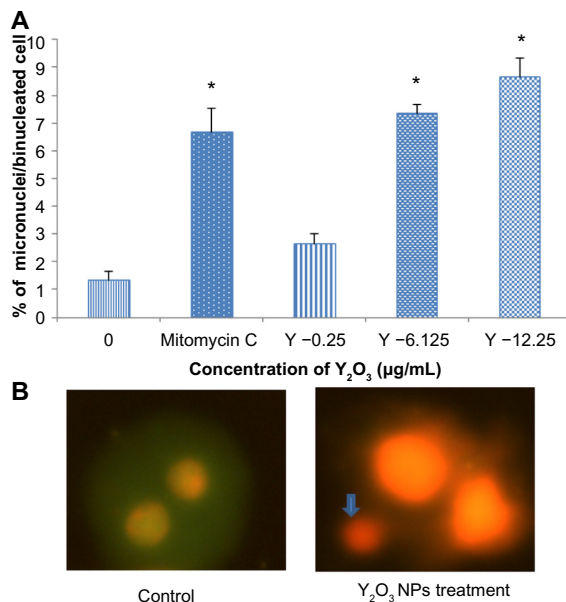 A
% of micronuclei/binucleated cell
10
9
8
7
6
5
4
3
2
1
0
*
*
*
0 Mitomycin C Y −0.25 Y −6.125 Y −12.25
Concentration of Y₂O₃ (µg/mL)
B
Control
Y₂O₃ NPs treatment